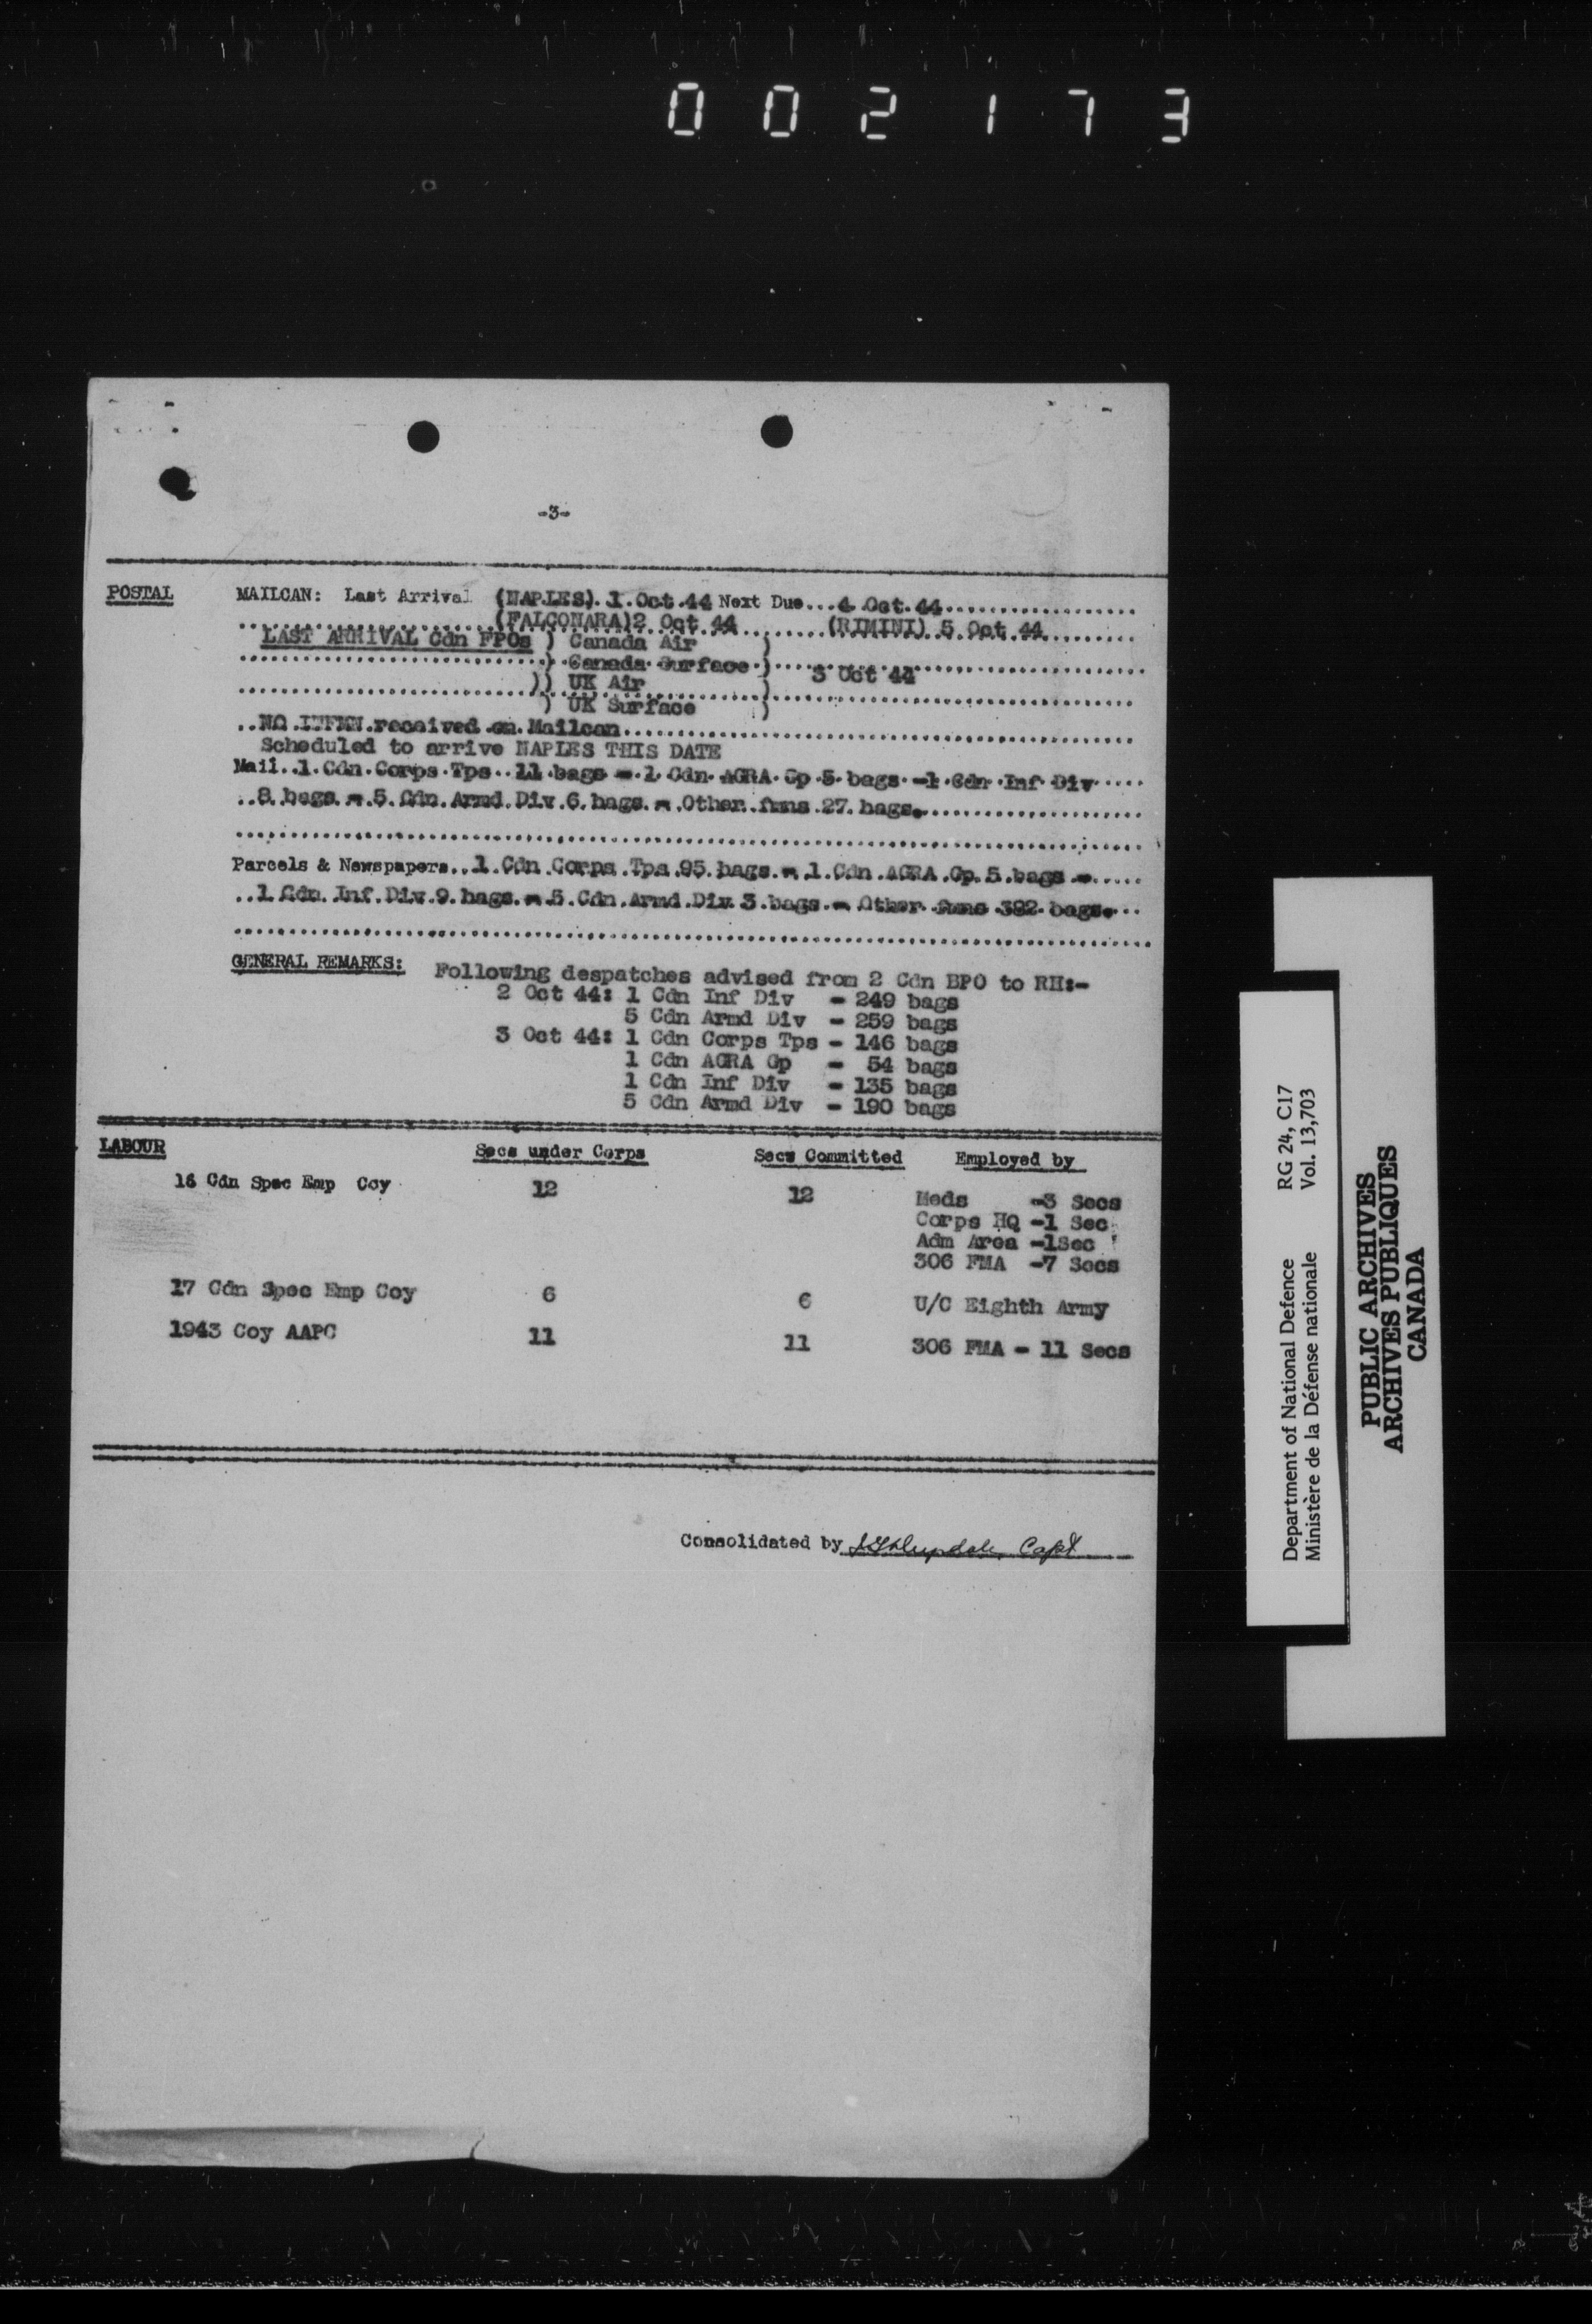 002173
-3-
POSTAL MAILCAN: Last Arrival (NAPLES). 1.Oct.44 Next Due...4.Oct.44
(FALCONARA)2 Oct 44 (RIMINI) 5 Oct 44
LAST ARRIVAL Cdn FPOs ) Canada Air )
) Canada Surface ) 3 Oct 44
)) UK Air )
) UK Surface )
..NO received on Mailcan
Scheduled to arrive NAPLES THIS DATE
Mail..1.Cdn.Corps.Tps..11.bags - 1.Cdn.AGRA.Gp.5.bags.-1.Cdn.Inf.Div
..8.bags.-.5.Cdn.Armd.Div.6.bags.-.Other.fmns.27.bags.
Parcels & Newspapers..1.Cdn.Corps.Tps.95.bags.-.1.Cdn.AGRA.Gp.5.bags -
..1.Cdn.Inf.Div.9.bags.-.5.Cdn.Armd.Div.3.bags.-.Other.fmns.392.bags.
GENERAL REMARKS: Following despatches advised from 2 Cdn BPO to RH:-
2 Oct 44: 1 Cdn Inf Div - 249 bags
5 Cdn Armd Div - 259 bags
3 Oct 44: 1 Cdn Corps Tps - 146 bags
1 Cdn AGRA Gp - 54 bags
1 Cdn Inf Div - 135 bags
5 Cdn Armd Div - 190 bags
LABOUR Secs under Corps Secs Committed Employed by
16 Cdn Spec Emp Coy 12 12 Meds -3 Secs
Corps HQ -1 Sec
Adm Area -1Sec
306 FMA -7 Secs
17 Cdn Spec Emp Coy 6 6 U/C Eighth Army
1943 Coy AAPC 11 11 306 FMA - 11 Secs
Consolidated by Capt
Department of National Defence RG 24, C17
Ministère de la Défense nationale Vol. 13,703
PUBLIC ARCHIVES
ARCHIVES PUBLIQUES
CANADA